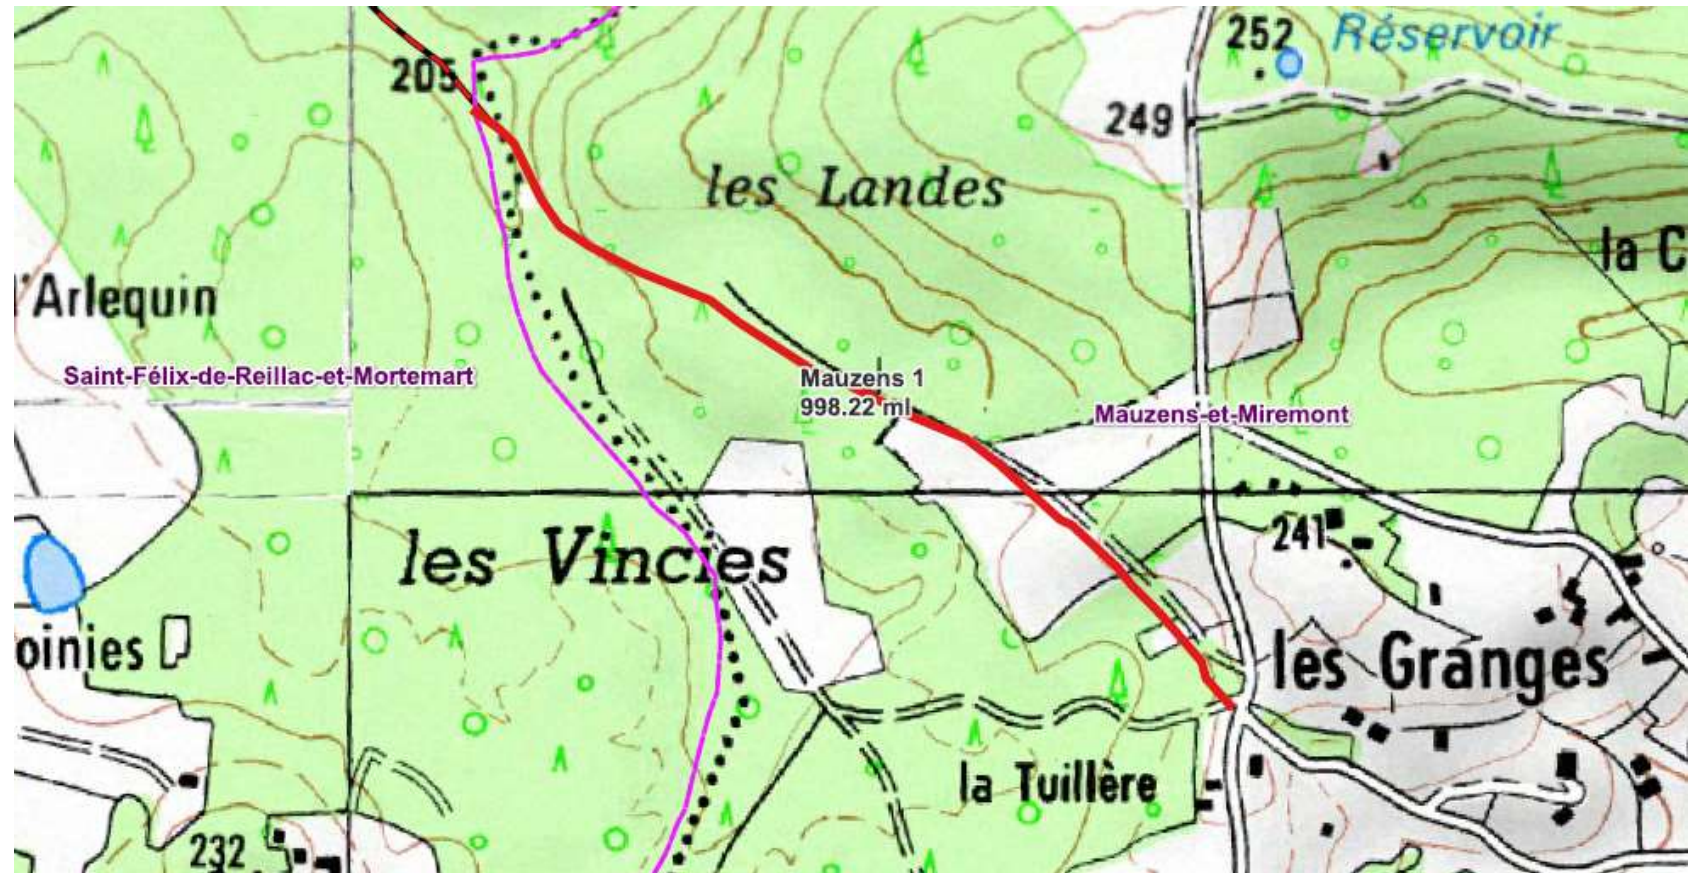 252 Réservoir
205
249
les Landes
la C
l'Arlequin
Saint-Félix-de-Reillac-et-Mortemart
Mauzens 1
998.22 ml
Mauzens-et-Miremont
241
les Vincies
oinies
les Granges
la Tuillère
232